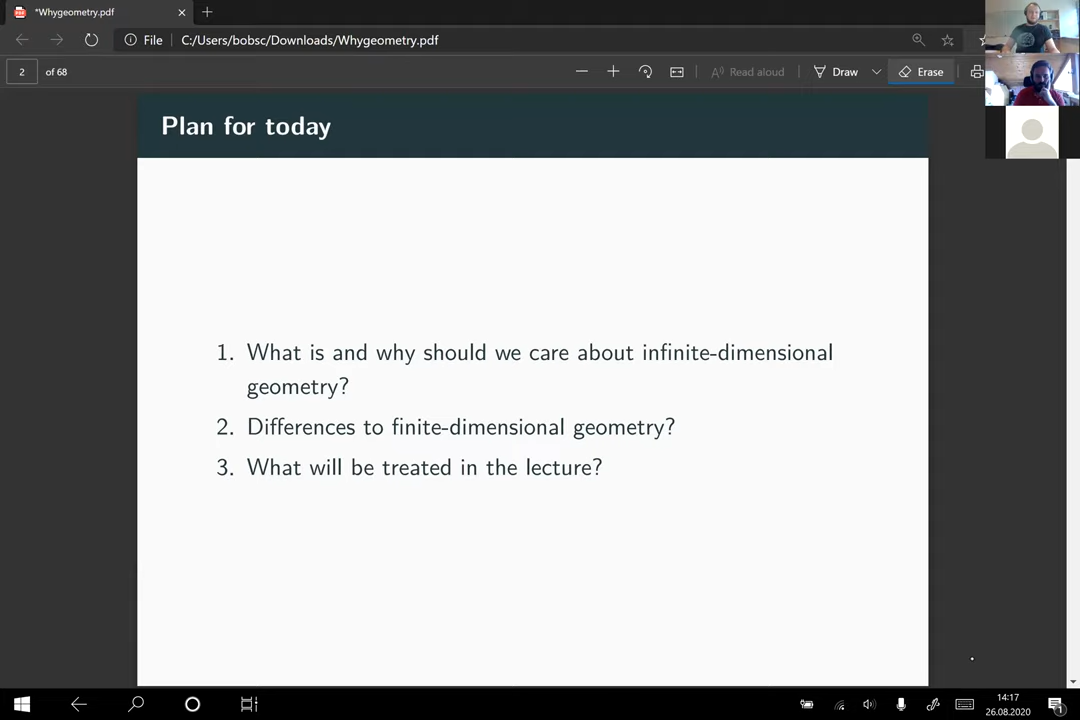 *Whygeometry.pdf
File
C:/Users/bobsc/Downloads/Whygeometry.pdf
2
of 68
Read aloud
Draw
Erase
Plan for today
1. What is and why should we care about infinite-dimensional
geometry?
2. Differences to finite-dimensional geometry?
3. What will be treated in the lecture?
14:17
26.08.2020